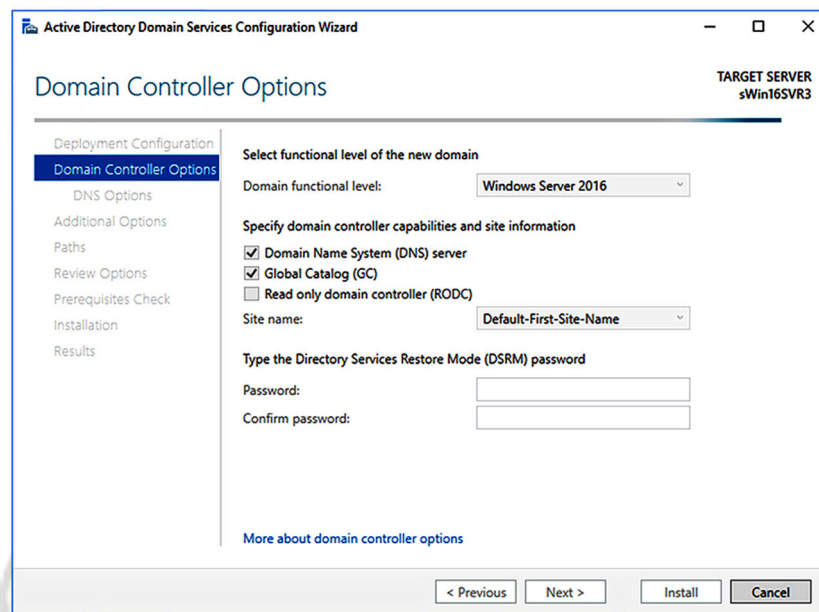 Active Directory Domain Services Configuration Wizard
Domain Controller Options
TARGET SERVER
sWin16SVR3
Deployment Configuration
Domain Controller Options
DNS Options
Additional Options
Paths
Review Options
Prerequisites Check
Installation
Results
Select functional level of the new domain
Domain functional level: Windows Server 2016
Specify domain controller capabilities and site information
Domain Name System (DNS) server
Global Catalog (GC)
Read only domain controller (RODC)
Site name: Default-First-Site-Name
Type the Directory Services Restore Mode (DSRM) password
Password:
Confirm password:
More about domain controller options
< Previous Next > Install Cancel